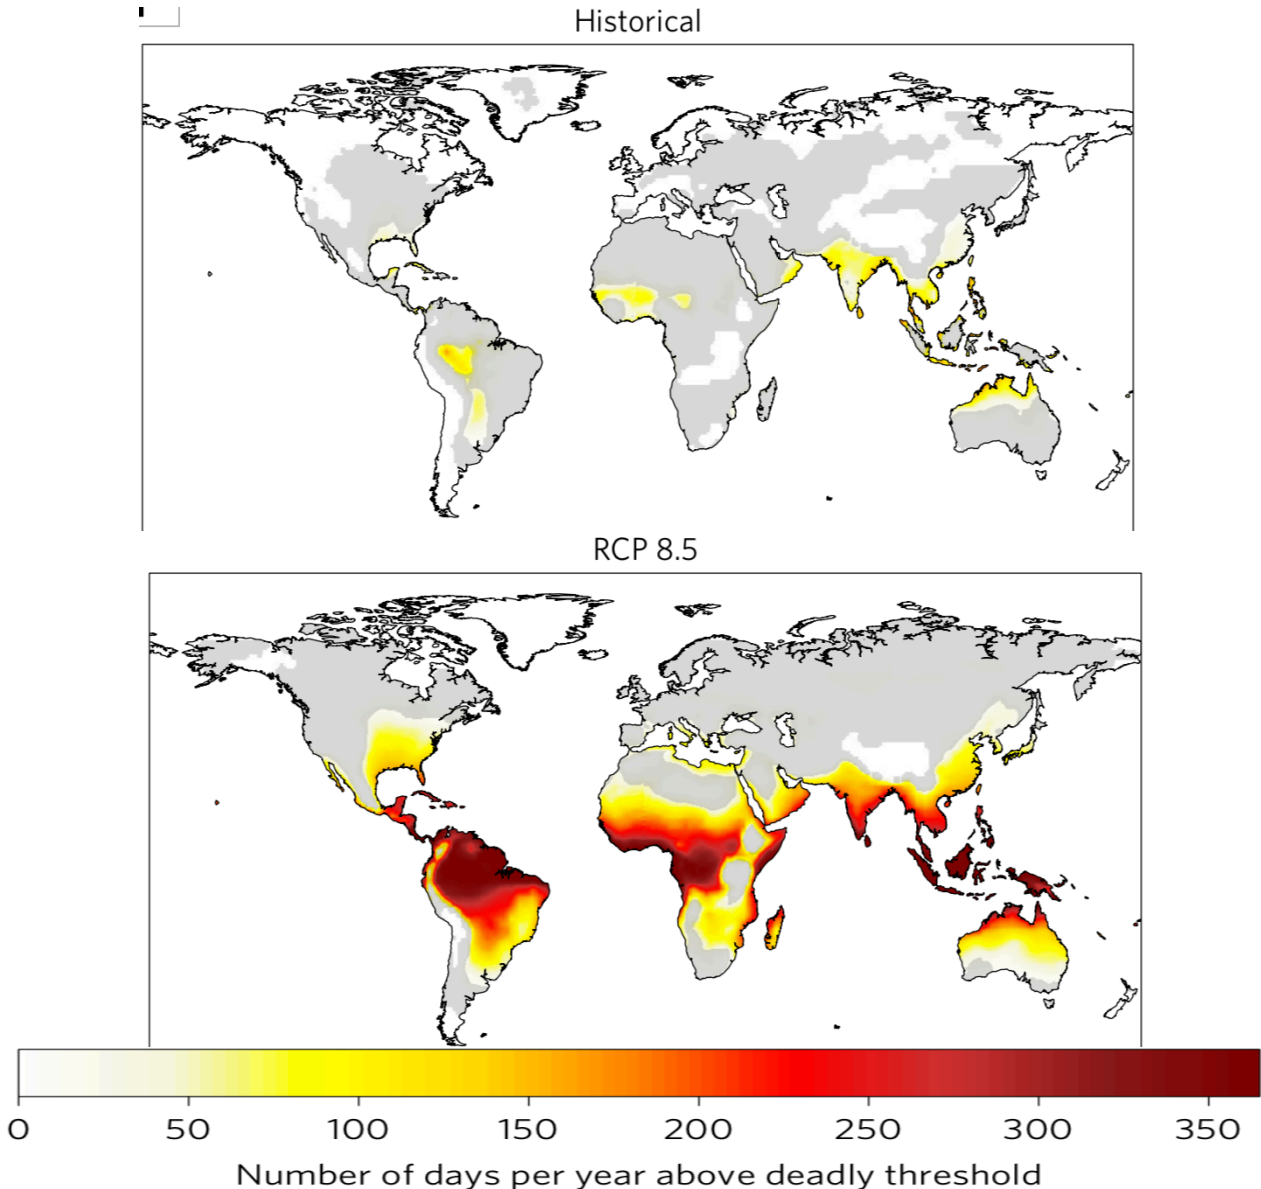 Historical
RCP 8.5
0 50 100 150 200 250 300 350
Number of days per year above deadly threshold